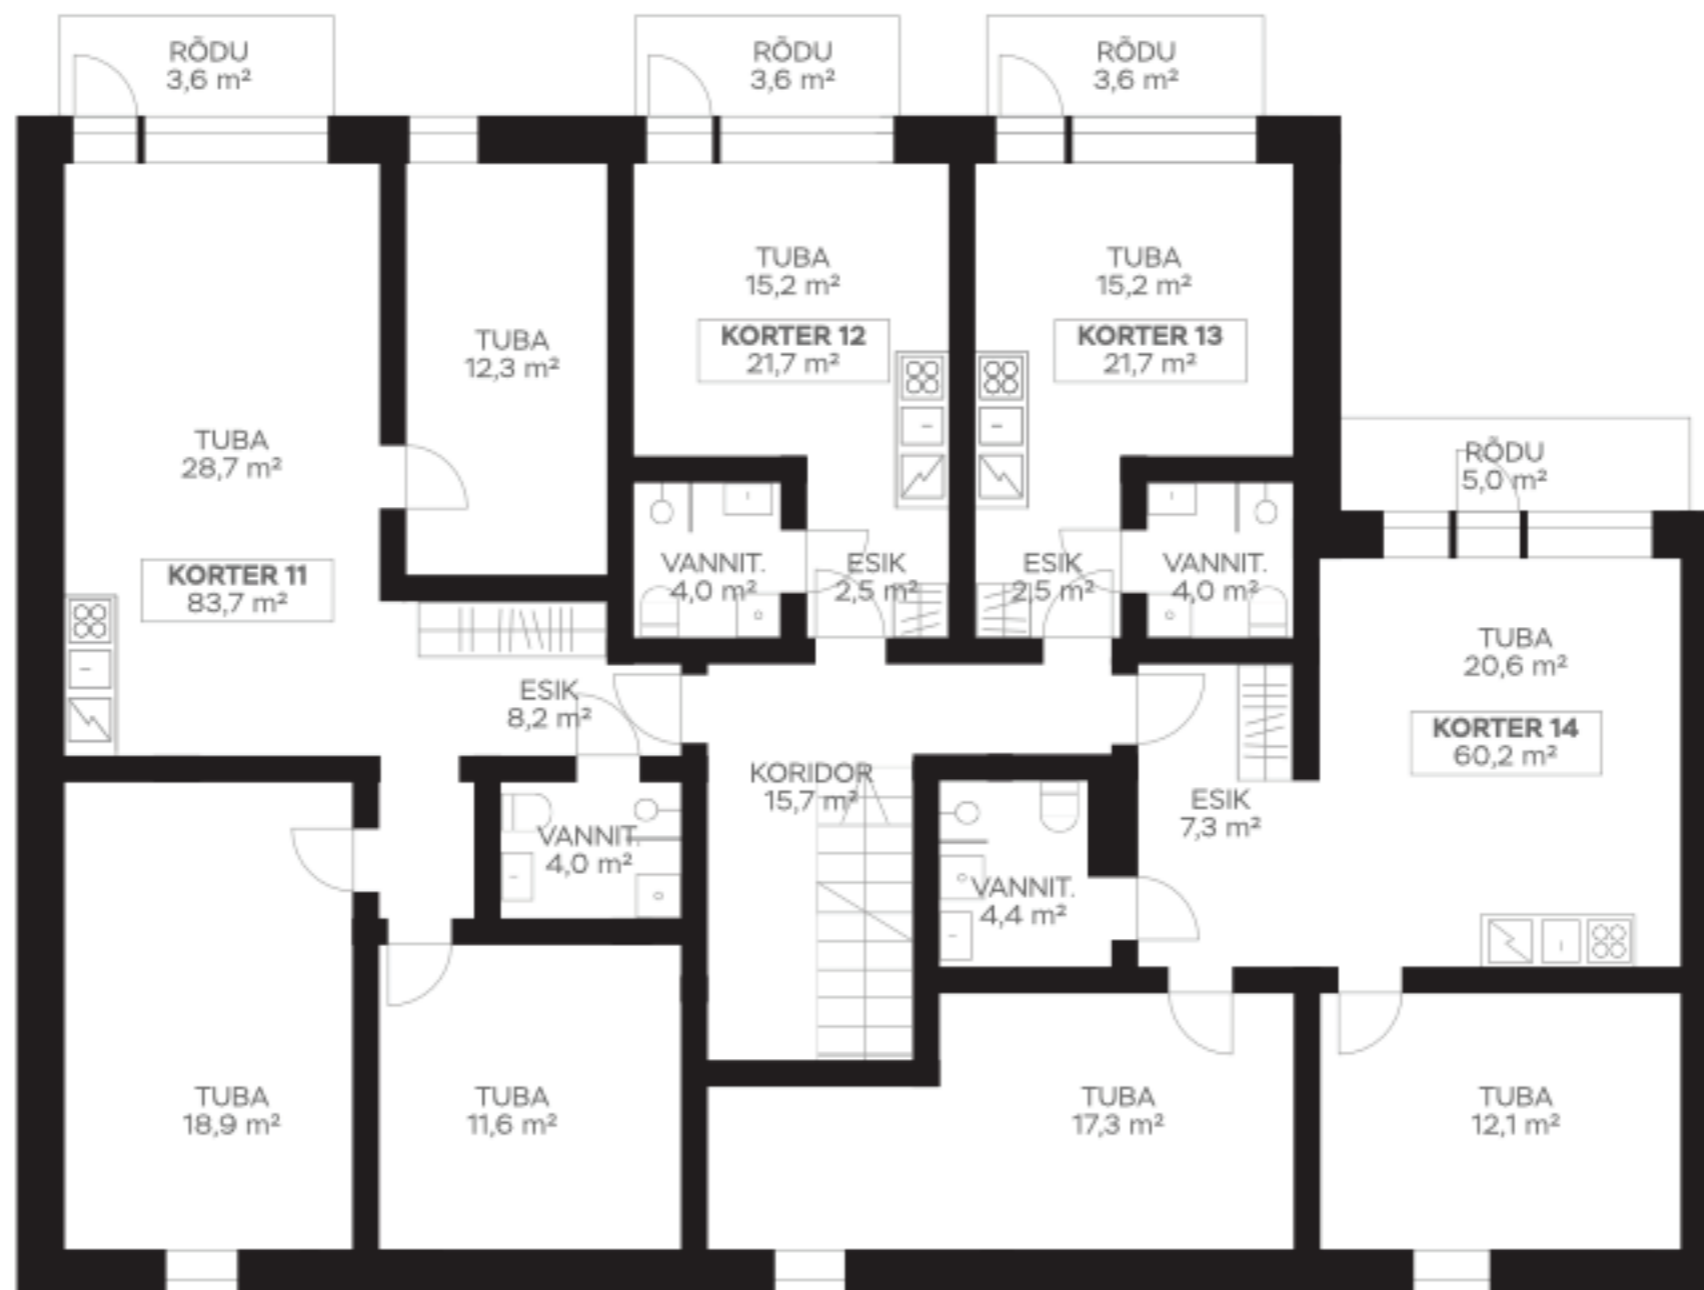 RÕDU
3,6 m²
RÕDU
3,6 m²
RÕDU
3,6 m²
TUBA
15,2 m²
KORTER 12
21,7 m²
TUBA
15,2 m²
KORTER 13
21,7 m²
TUBA
12,3 m²
TUBA
28,7 m²
KORTER 11
83,7 m²
RÕDU
5,0 m²
VANNIT.
4,0 m²
ESIK
2,5 m²
ESIK
2,5 m²
VANNIT.
4,0 m²
TUBA
20,6 m²
KORTER 14
60,2 m²
ESIK
8,2 m²
KORIDOR
15,7 m²
ESIK
7,3 m²
VANNIT.
4,0 m²
VANNIT.
4,4 m²
TUBA
18,9 m²
TUBA
11,6 m²
TUBA
17,3 m²
TUBA
12,1 m²